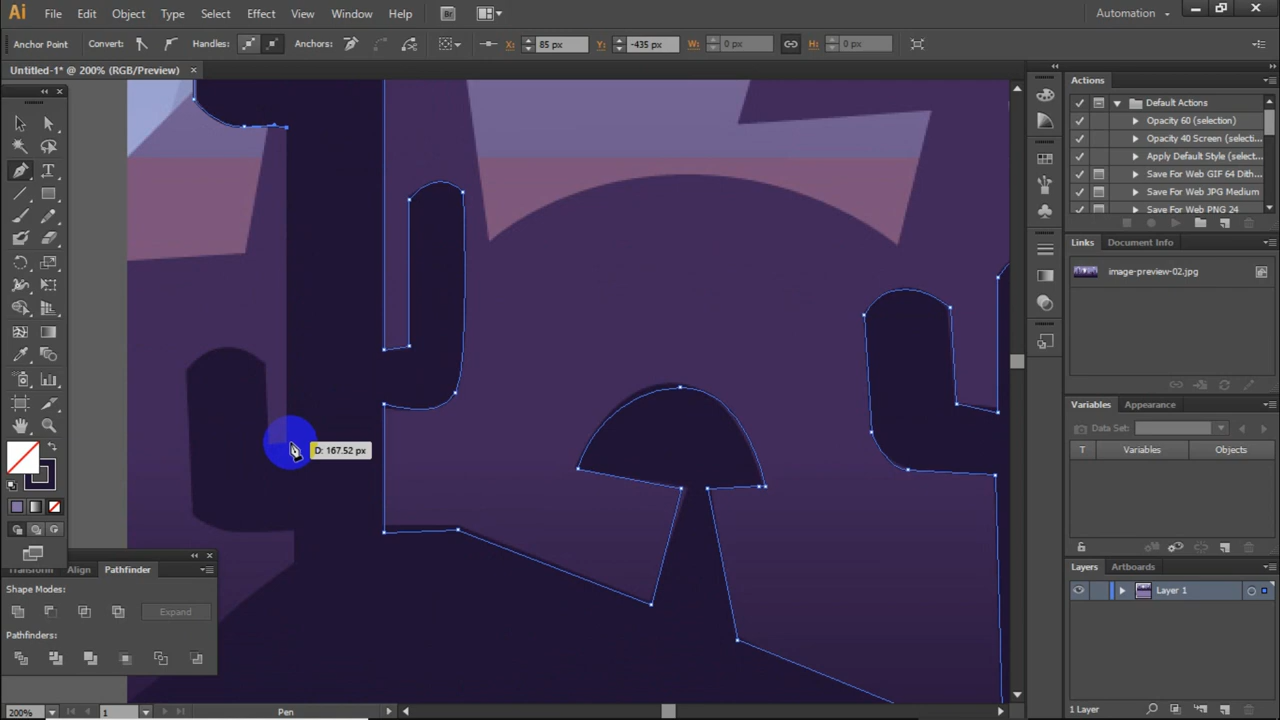 Ai File Edit Object Type Select Effect View Window Help Br Automation
Anchor Point Convert: Handles: Anchors: X: 85 px Y: -435 px W: 0 px H: 0 px
Untitled-1* @ 200% (RGB/Preview) ×
Actions
Default Actions
Opacity 60 (selection)
Opacity 40 Screen (selecti...
Apply Default Style (select...
Save For Web GIF 64 Dith...
Save For Web JPG Medium
Save For Web PNG 24
Links Document Info
image-preview-02.jpg
Variables Appearance
Data Set:
Variables Objects
D: 167.52 px
Transform Align Pathfinder
Shape Modes:
Expand
Pathfinders:
Layers Artboards
Layer 1
1 Layer
200% 1 Pen